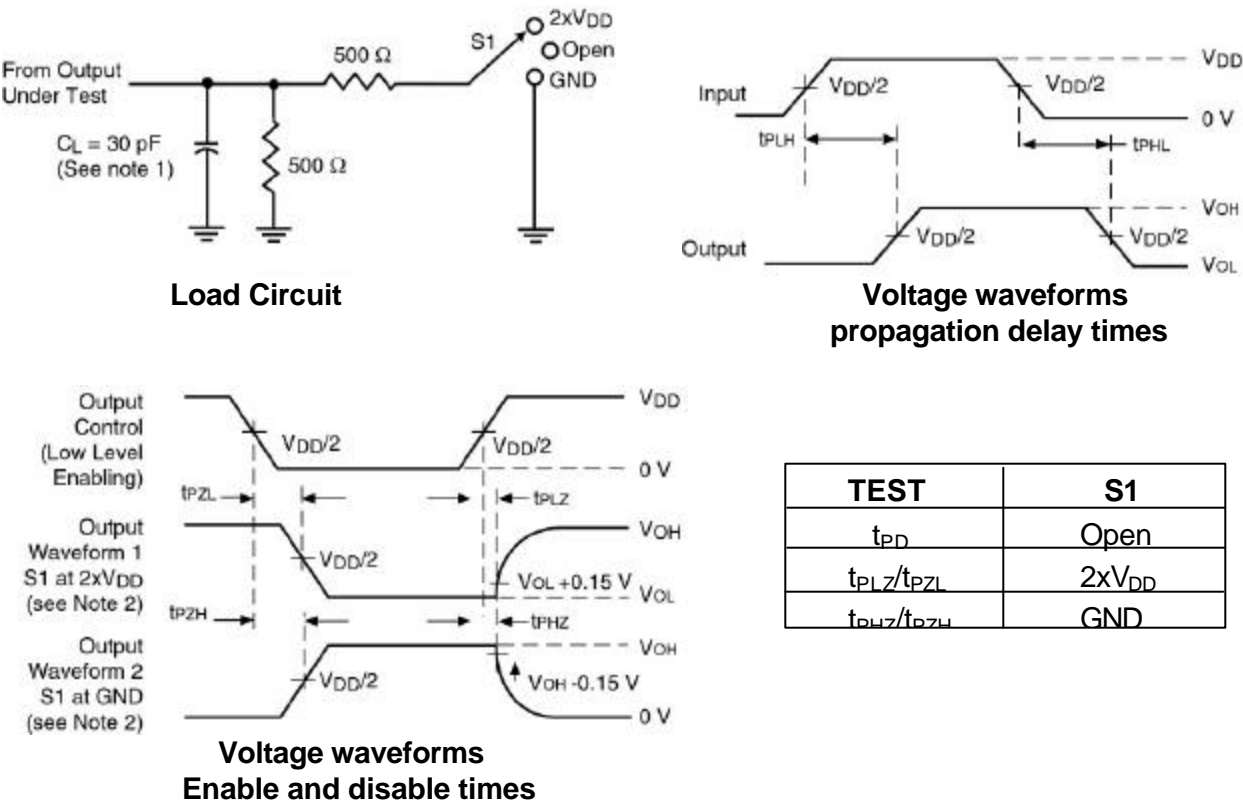 2xVDD
S1
Open
500 Ω
GND
From Output
Under Test
CL = 30 pF
(See note 1)
500 Ω
Load Circuit
VDD
Input
VDD/2
VDD/2
0 V
tPLH
tPHL
VOH
Output
VDD/2
VDD/2
VOL
Voltage waveforms
propagation delay times
Output
Control
(Low Level
Enabling)
VDD
VDD/2
VDD/2
0 V
tPZL
tPLZ
Output
Waveform 1
S1 at 2xVDD
(see Note 2)
VOH
VDD/2
VOL +0.15 V
VOL
tPZH
tPHZ
Output
Waveform 2
S1 at GND
(see Note 2)
VOH
VDD/2
VOH -0.15 V
0 V
Voltage waveforms
Enable and disable times
TEST S1
tPD Open
tPLZ/tPZL 2xVDD
tPHZ/tPZH GND